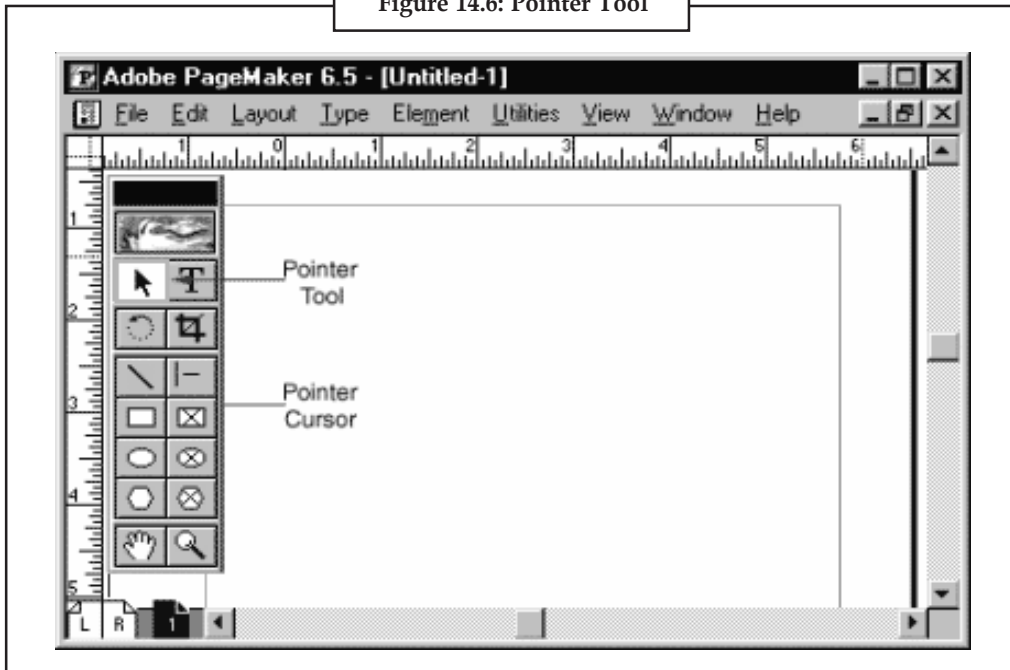 Figure 14.6: Pointer Tool
Adobe PageMaker 6.5 - [Untitled-1]
File Edit Layout Type Element Utilities View Window Help
1 0 1 2 3 4 5 6
1
2
3
4
5
T
Pointer
Tool
Pointer
Cursor
L R 1